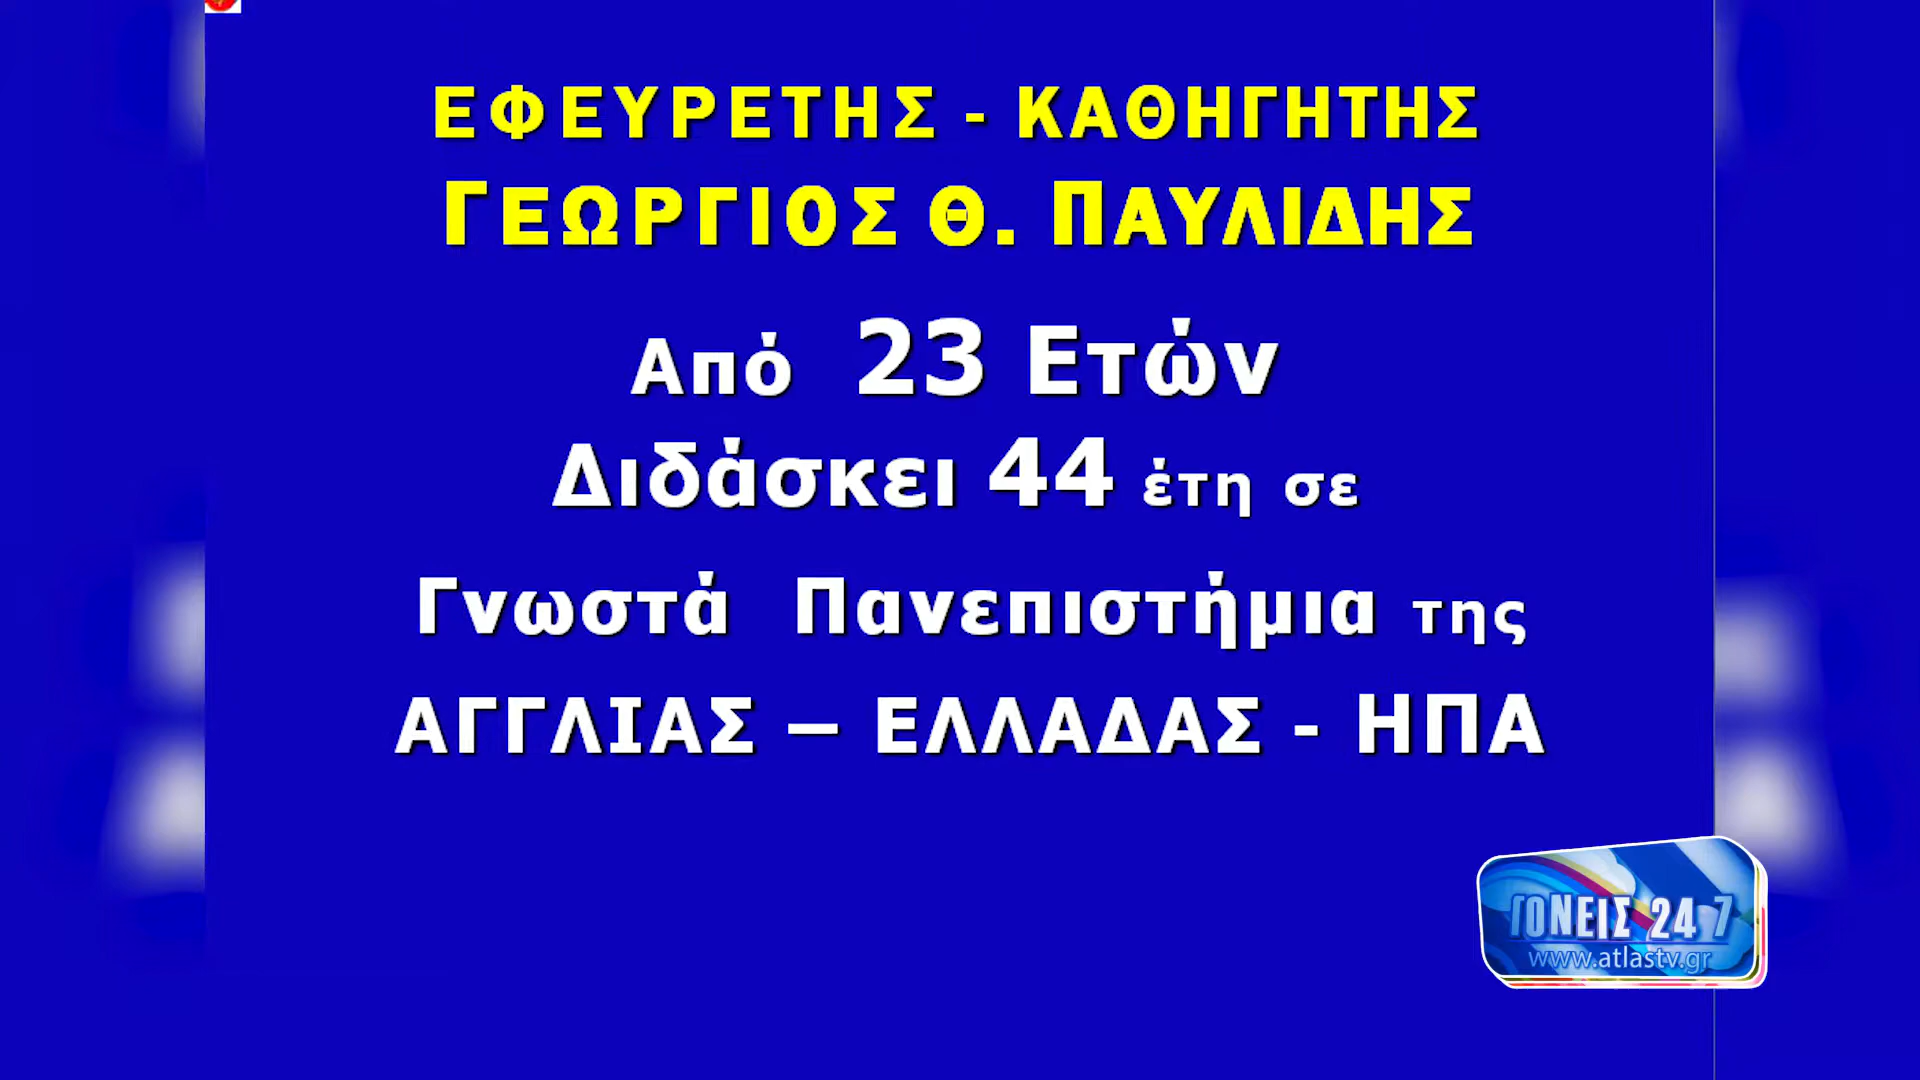 ΕΦΕΥΡΕΤΗΣ - ΚΑΘΗΓΗΤΗΣ
ΓΕΩΡΓΙΟΣ Θ. ΠΑΥΛΙΔΗΣ
Από 23 Ετών
Διδάσκει 44 έτη σε
Γνωστά Πανεπιστήμια της
ΑΓΓΛΙΑΣ – ΕΛΛΑΔΑΣ - ΗΠΑ
ΓΟΝΕΙΣ 24 7
www.atlastv.gr